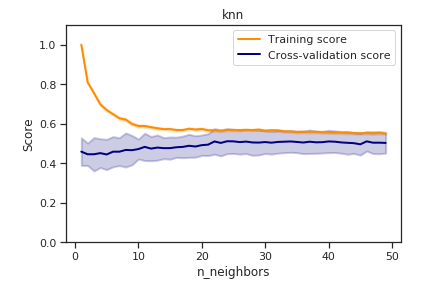 knn
Training score
Cross-validation score
Score
1.0
0.8
0.6
0.4
0.2
0.0
0 10 20 30 40 50
n_neighbors